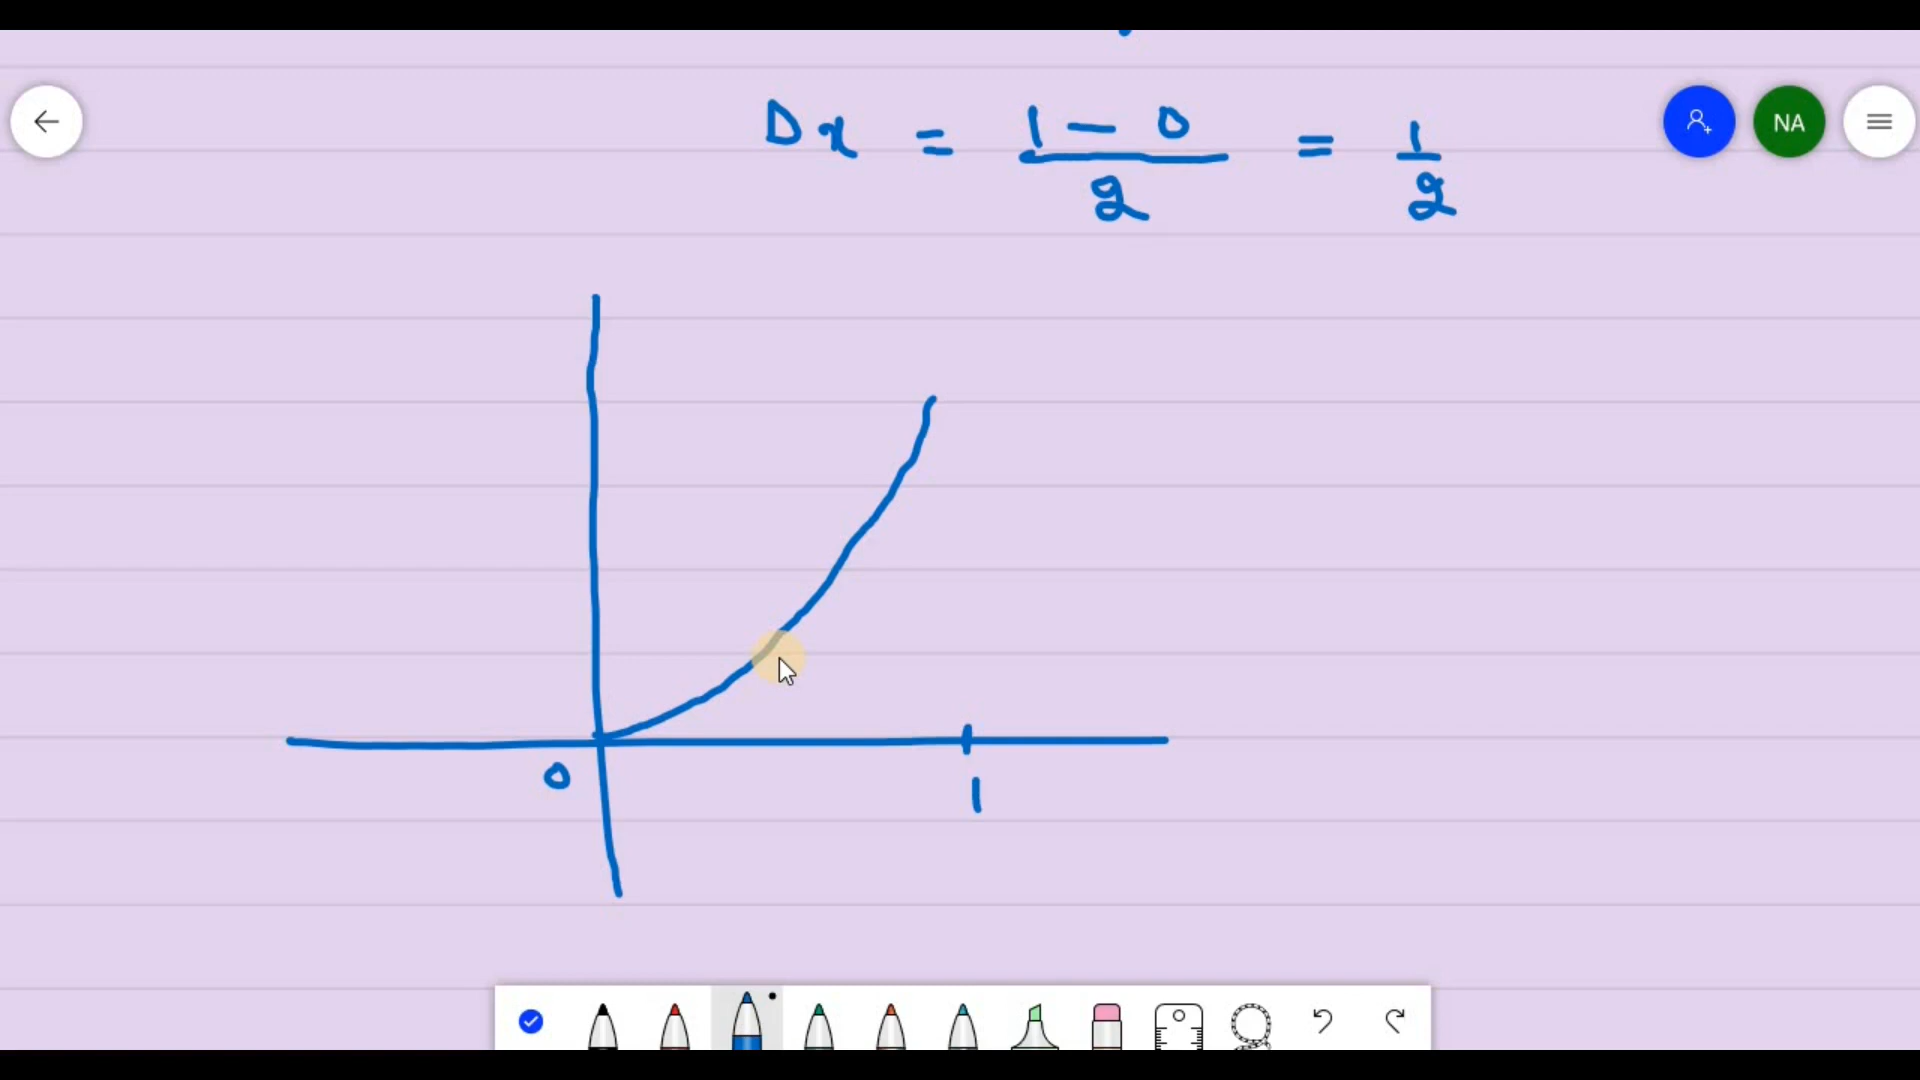 Dx = 1 - 0 / 2 = 1 / 2
NA
0
1